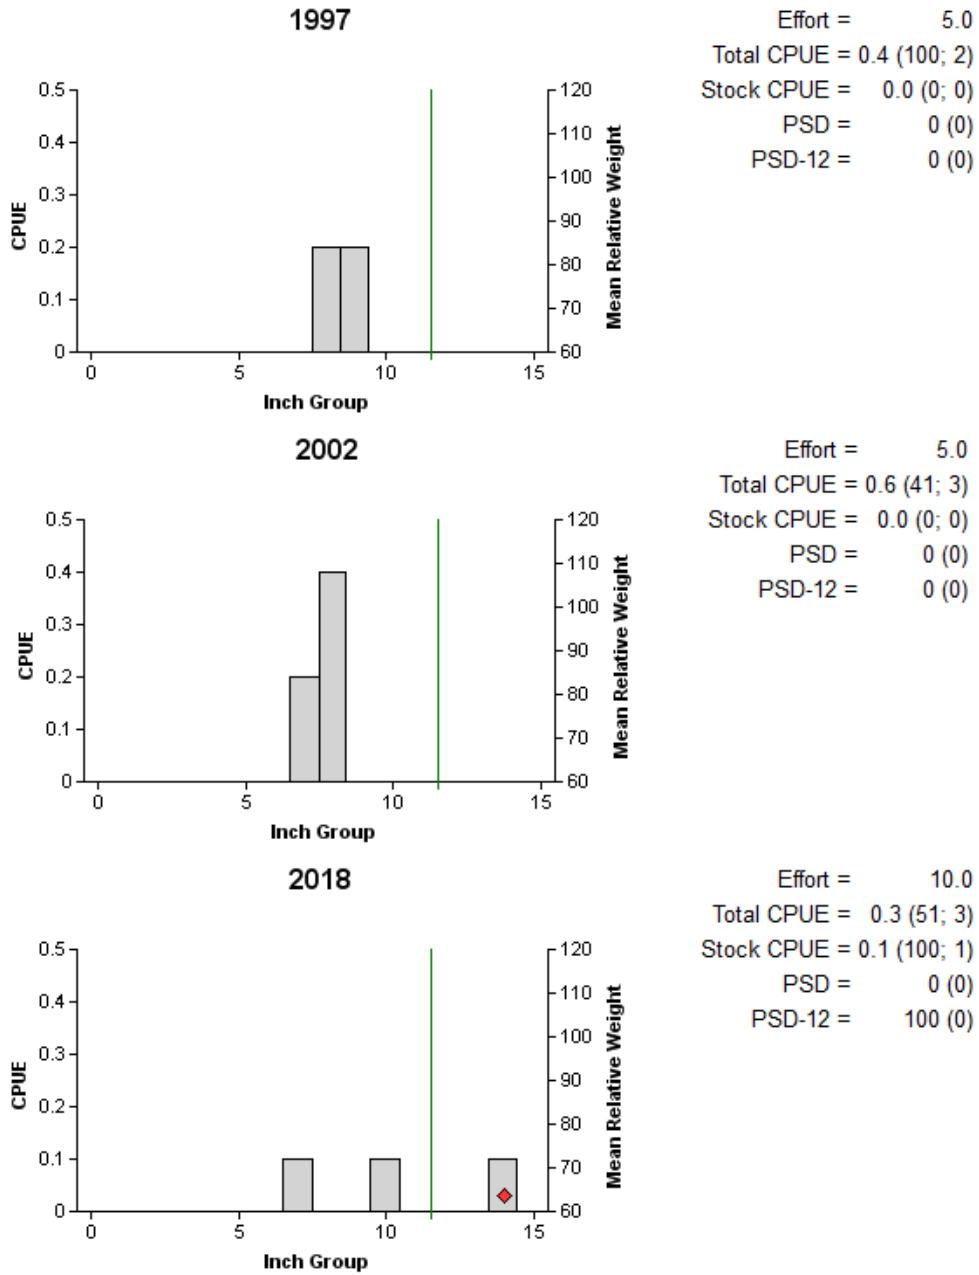 1997
Effort = 5.0
Total CPUE = 0.4 (100; 2)
Stock CPUE = 0.0 (0; 0)
PSD = 0 (0)
PSD-12 = 0 (0)
0.5
0.4
0.3
0.2
0.1
0
CPUE
120
110
100
90
80
70
60
Mean Relative Weight
0 5 10 15
Inch Group
2002
Effort = 5.0
Total CPUE = 0.6 (41; 3)
Stock CPUE = 0.0 (0; 0)
PSD = 0 (0)
PSD-12 = 0 (0)
0.5
0.4
0.3
0.2
0.1
0
CPUE
120
110
100
90
80
70
60
Mean Relative Weight
0 5 10 15
Inch Group
2018
Effort = 10.0
Total CPUE = 0.3 (51; 3)
Stock CPUE = 0.1 (100; 1)
PSD = 0 (0)
PSD-12 = 100 (0)
0.5
0.4
0.3
0.2
0.1
0
CPUE
120
110
100
90
80
70
60
Mean Relative Weight
0 5 10 15
Inch Group